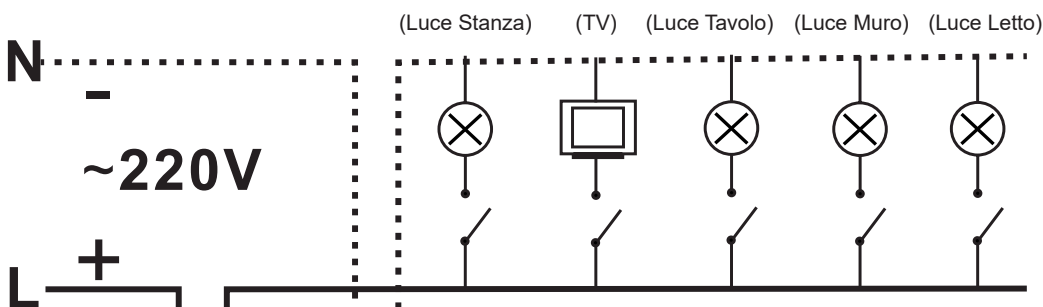 (Luce Stanza) (TV) (Luce Tavolo) (Luce Muro) (Luce Letto)
N
-
~220V
+
L